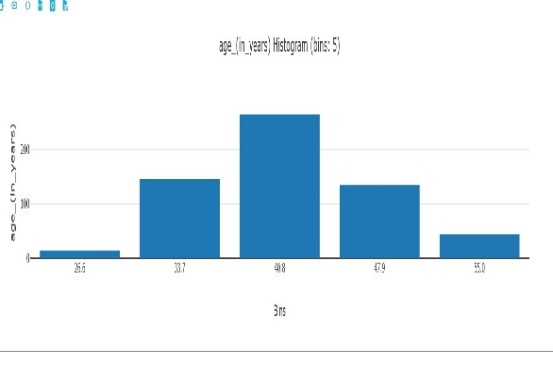 age_(in_years) Histogram (bins: 5)
age_(in_years)
200
100
0
26.6
33.7
40.8
47.9
55.0
Bins